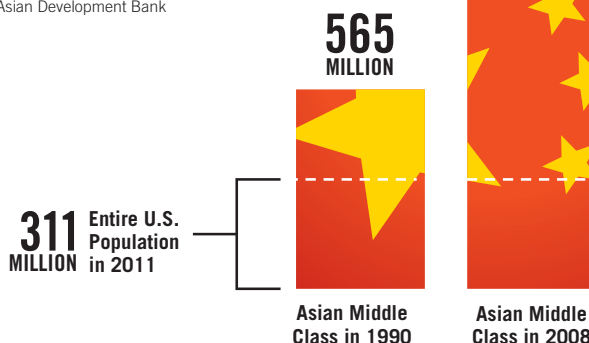 Asian Development Bank
565
MILLION
311
MILLION
Entire U.S.
Population
in 2011
Asian Middle
Class in 1990
Asian Middle
Class in 2008